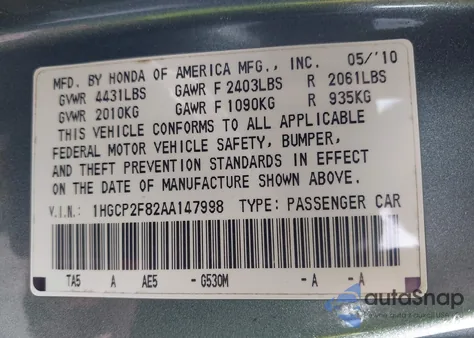 MFD. BY HONDA OF AMERICA MFG., INC. 05/'10
GVWR 4431LBS GAWR F 2403LBS R 2061LBS
GVWR 2010KG GAWR F 1090KG R 935KG
THIS VEHICLE CONFORMS TO ALL APPLICABLE
FEDERAL MOTOR VEHICLE SAFETY, BUMPER,
AND THEFT PREVENTION STANDARDS IN EFFECT
ON THE DATE OF MANUFACTURE SHOWN ABOVE.
V.I.N.: 1HGCP2F82AA147998 TYPE: PASSENGER CAR
TA5 A AE5 - G530M - A - A
autoSnap